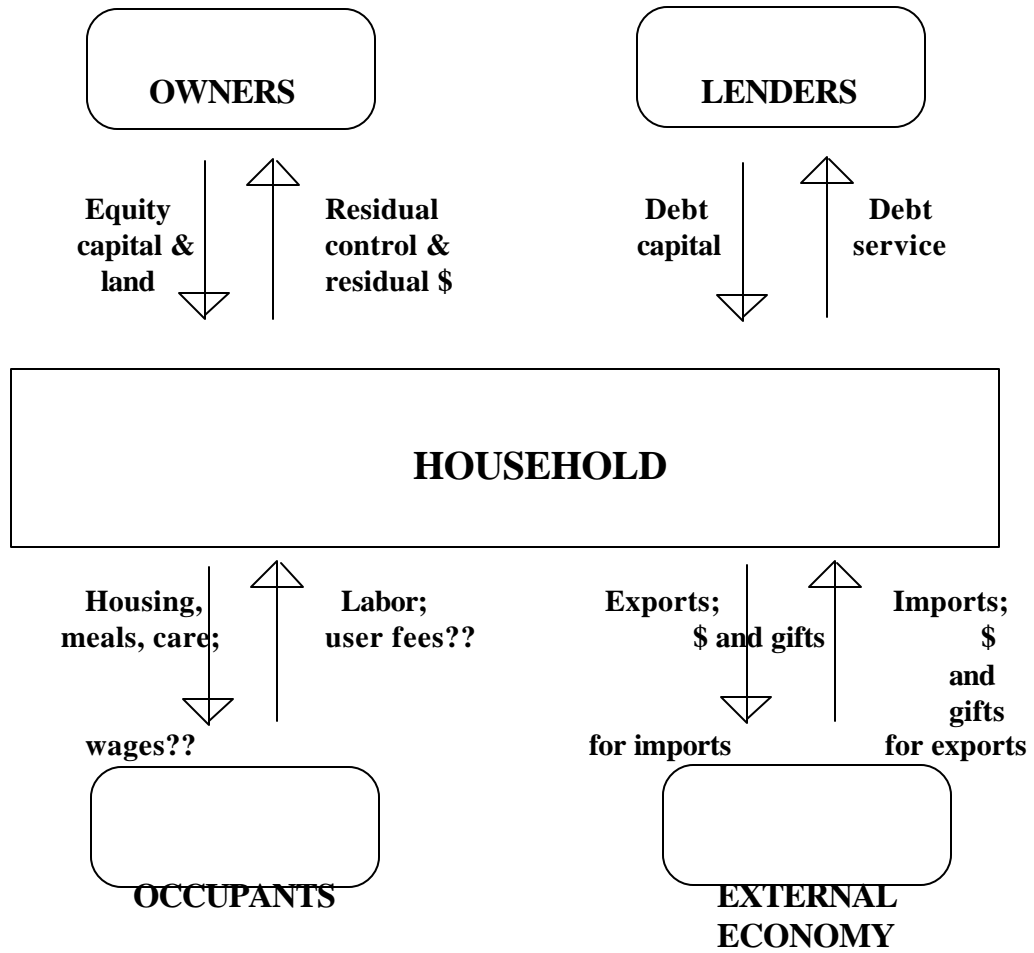 OWNERS
LENDERS
Equity
capital &
land
Residual
control &
residual $
Debt
capital
Debt
service
HOUSEHOLD
Housing,
meals, care;
wages??
Labor;
user fees??
Exports;
$ and gifts
for imports
Imports;
$
and
gifts
for exports
OCCUPANTS
EXTERNAL
ECONOMY